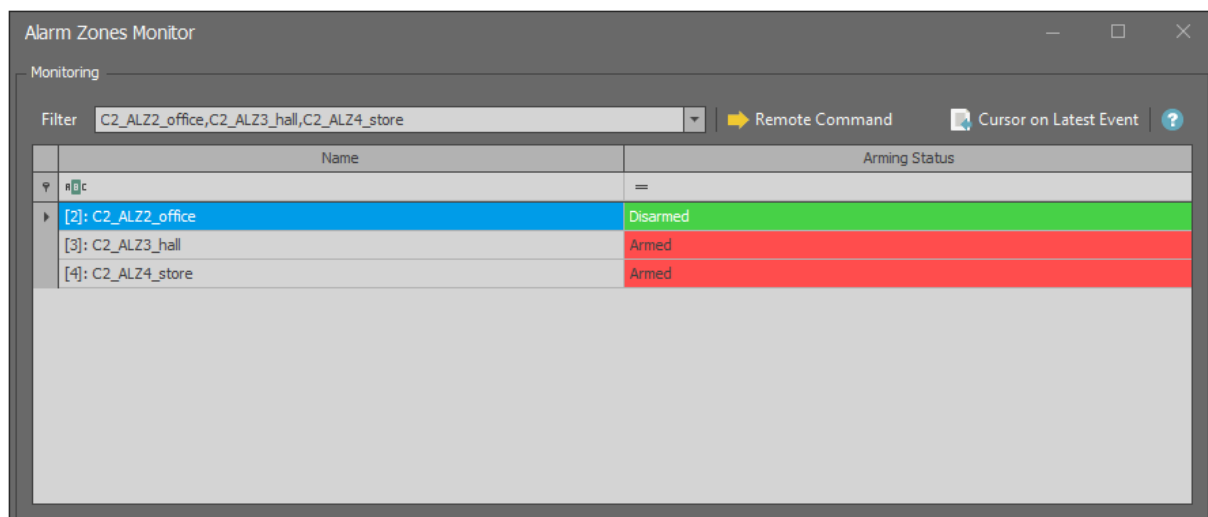 Alarm Zones Monitor
Monitoring
Filter C2_ALZ2_office,C2_ALZ3_hall,C2_ALZ4_store Remote Command Cursor on Latest Event ?
Name Arming Status
ABC =
[2]: C2_ALZ2_office Disarmed
[3]: C2_ALZ3_hall Armed
[4]: C2_ALZ4_store Armed